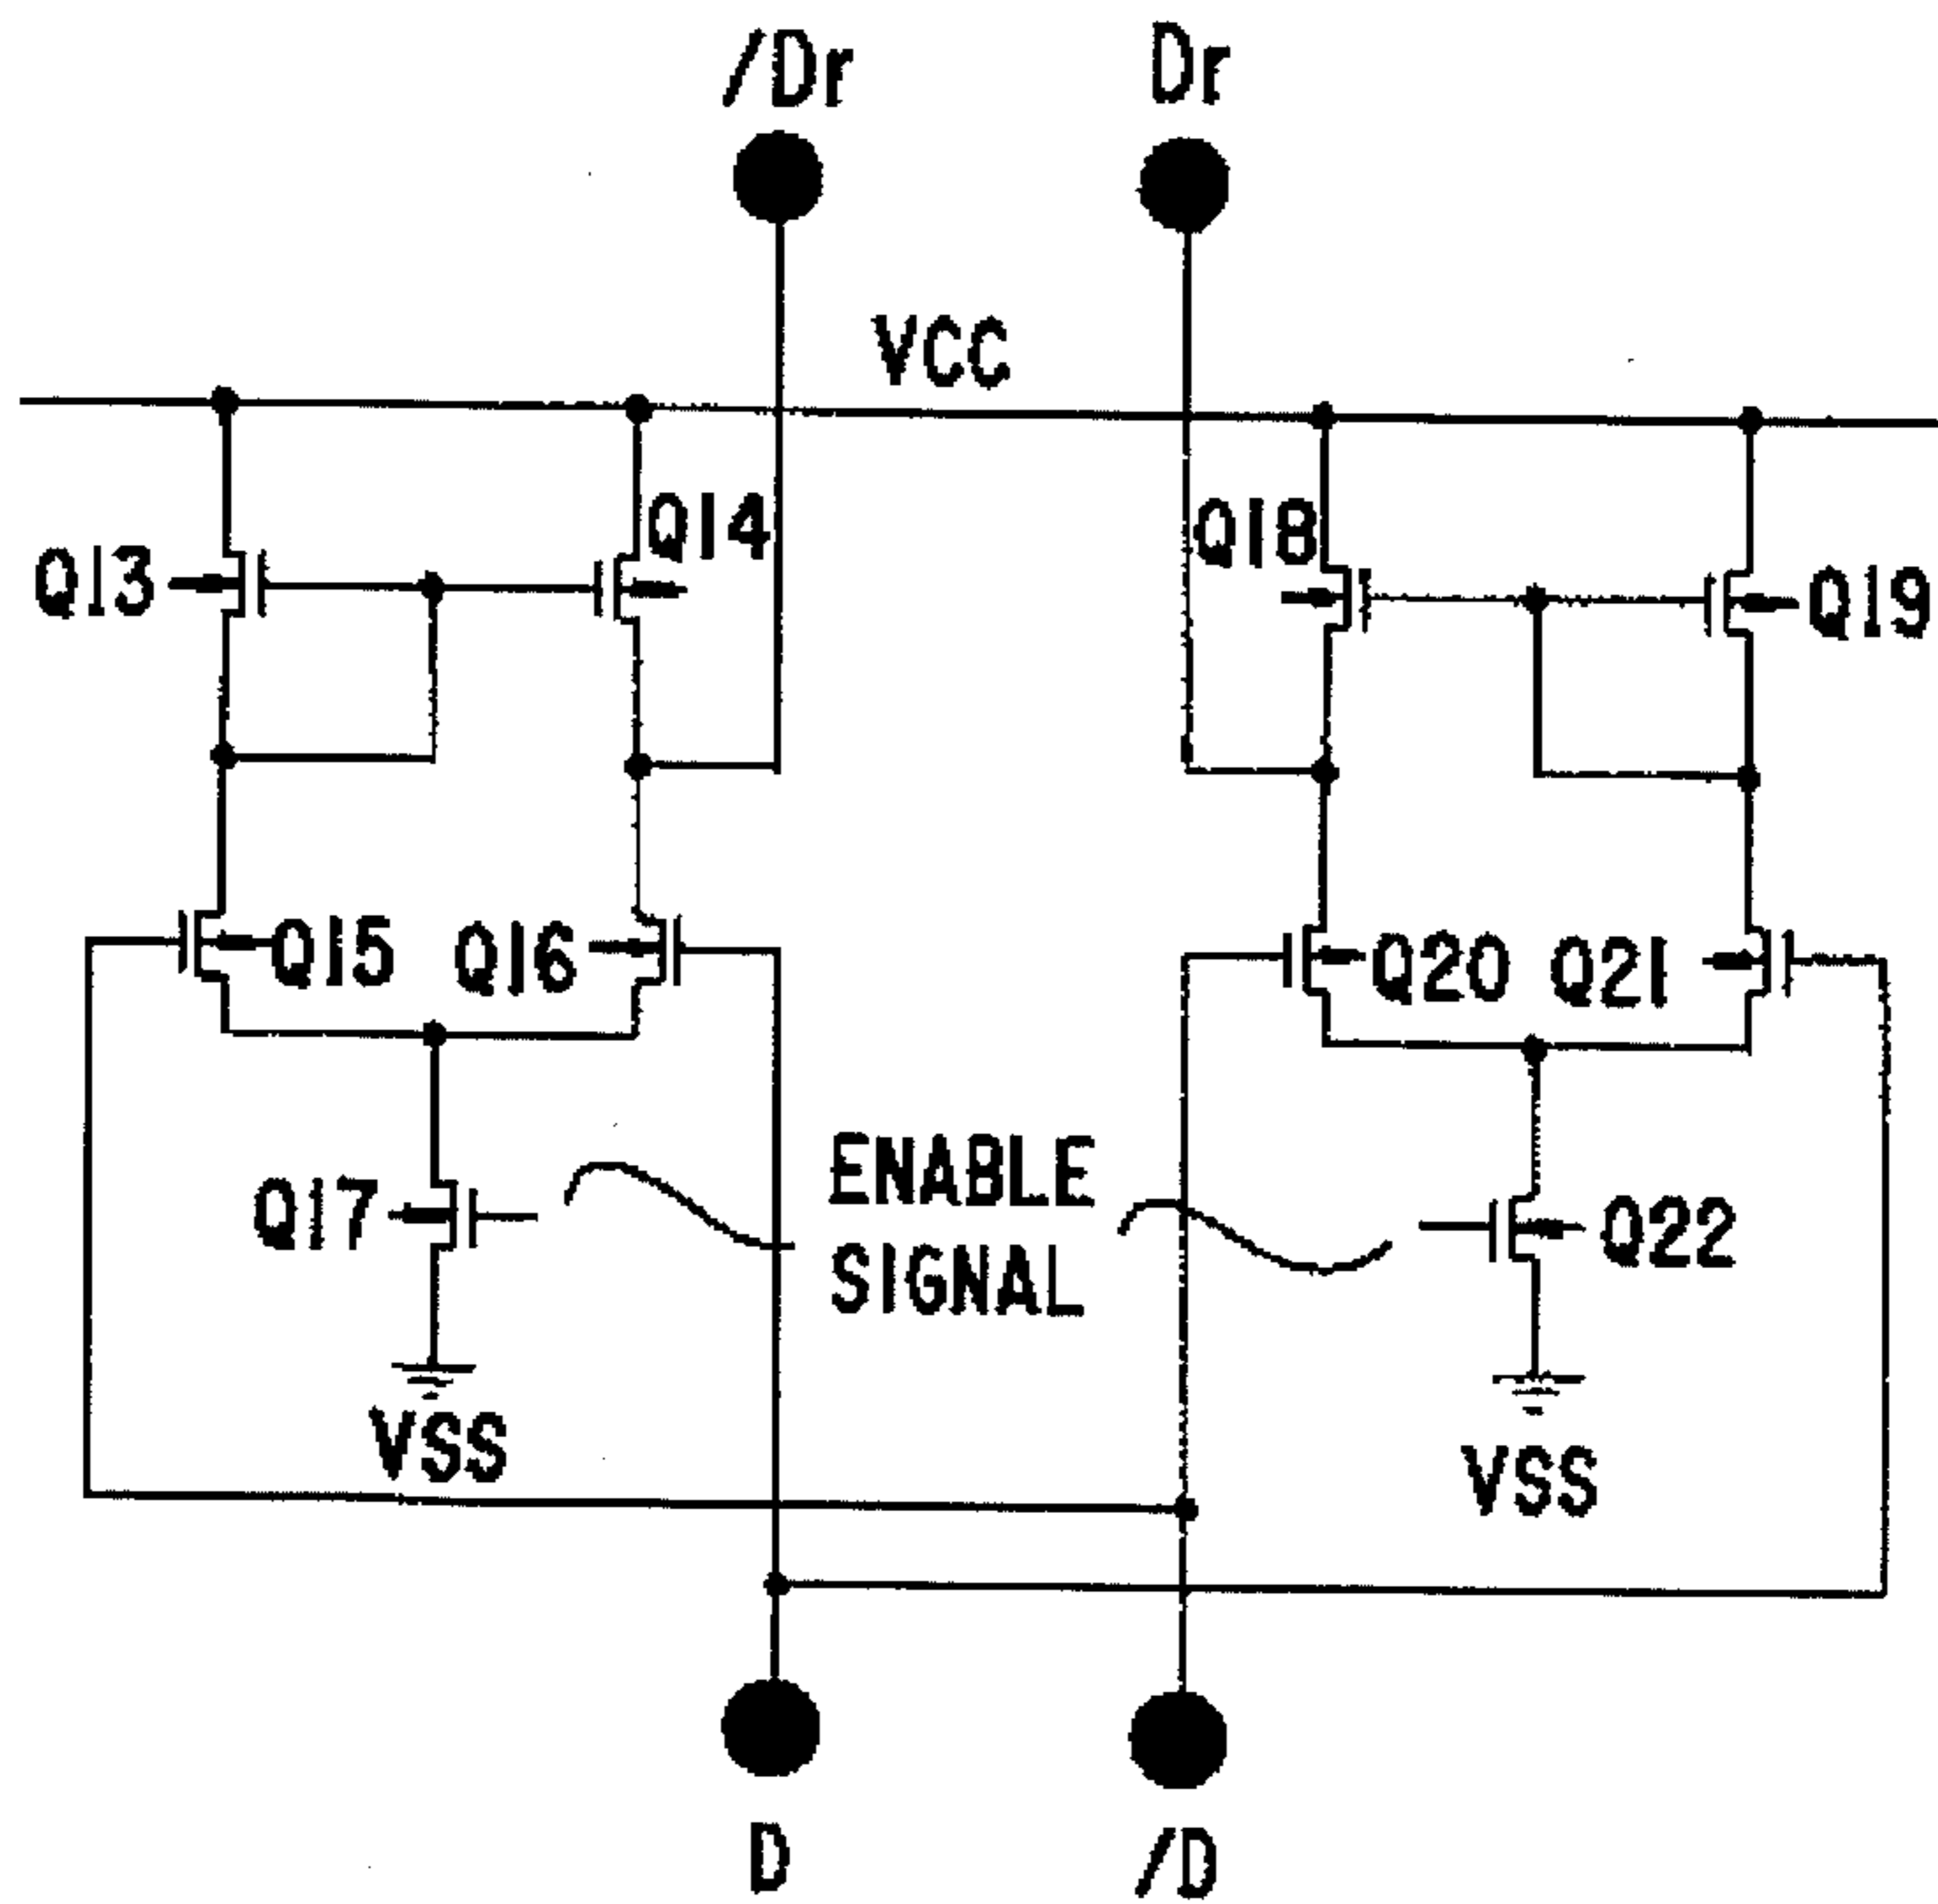 /Dr
Dr
VCC
Q14
Q18
Q13
Q19
Q15
Q16
Q20
Q21
ENABLE
SIGNAL
Q17
Q22
VSS
VSS
D
/D